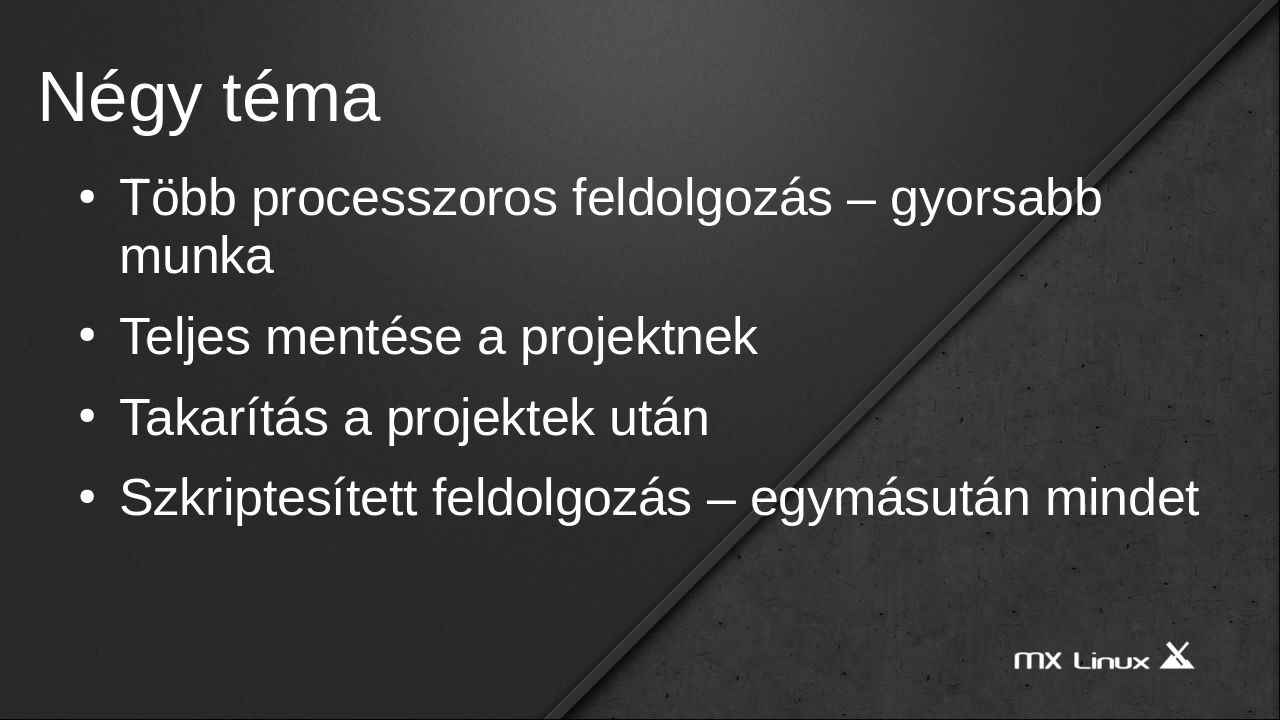 Négy téma
• Több processzoros feldolgozás – gyorsabb
munka
• Teljes mentése a projektnek
• Takarítás a projektek után
• Szkriptesített feldolgozás – egymásután mindet
MX Linux